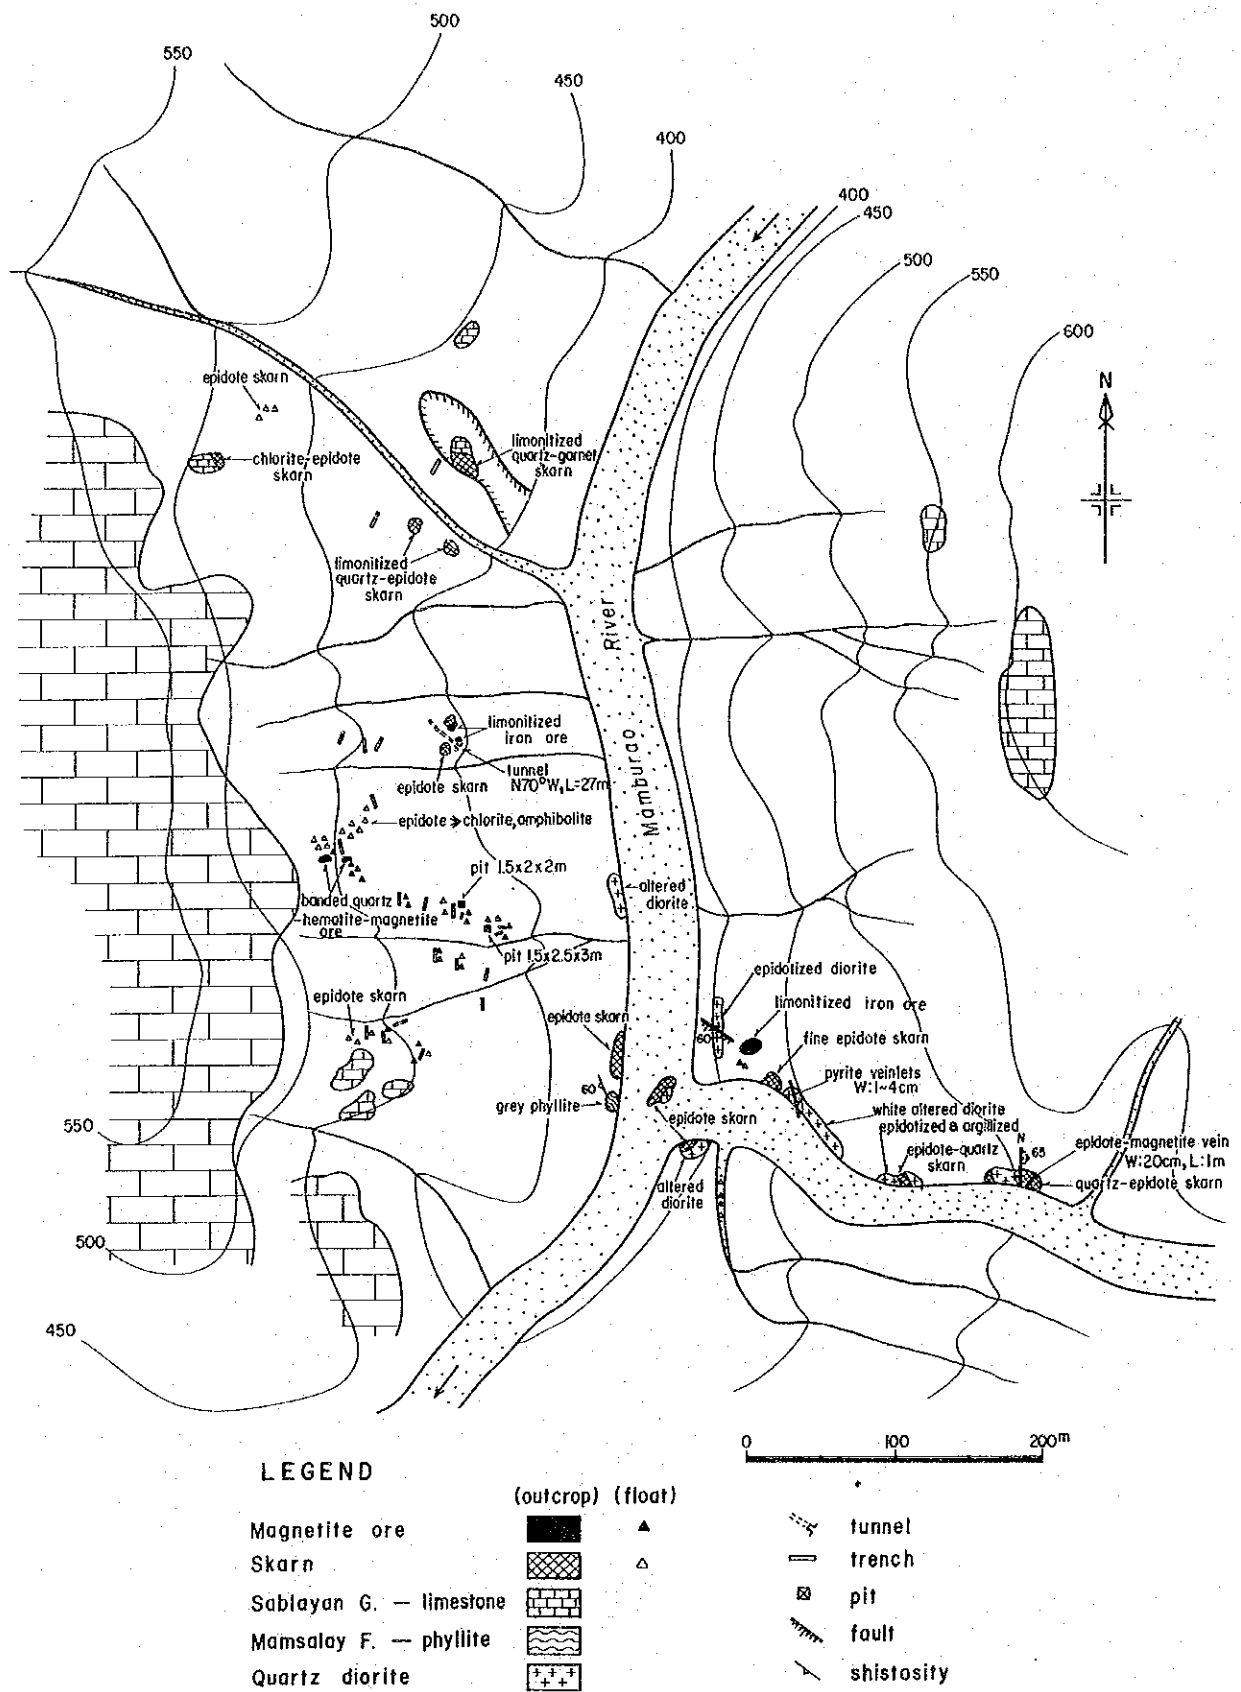 500
550
450
400
400
450
500
550
600
N
epidote skarn
limonitized
quartz-garnet
skarn
chlorite-epidote
skarn
limonitized
quartz-epidote
skarn
River
Mamburao
limonitized
iron ore
tunnel
N70°W, L=27m
epidote skarn
epidote > chlorite, amphibolite
pit 1.5x2x2m
altered
diorite
banded quartz
-hematite-magnetite
ore
pit 1.5x2.5x3m
epidotized diorite
epidote skarn
limonitized iron ore
epidote skarn
60
fine epidote skarn
pyrite veinlets
W:1~4cm
60
grey phyllite
white altered diorite
epidote skarn
epidotized & argillized
550
N
65
epidote-magnetite vein
W:20cm, L:1m
epidote-quartz
skarn
quartz-epidote skarn
altered
diorite
500
450
0 100 200m
LEGEND
(outcrop) (float)
Magnetite ore
Skarn
Sablayan G. — limestone
Mamsalay F. — phyllite
Quartz diorite
tunnel
trench
pit
fault
shistosity